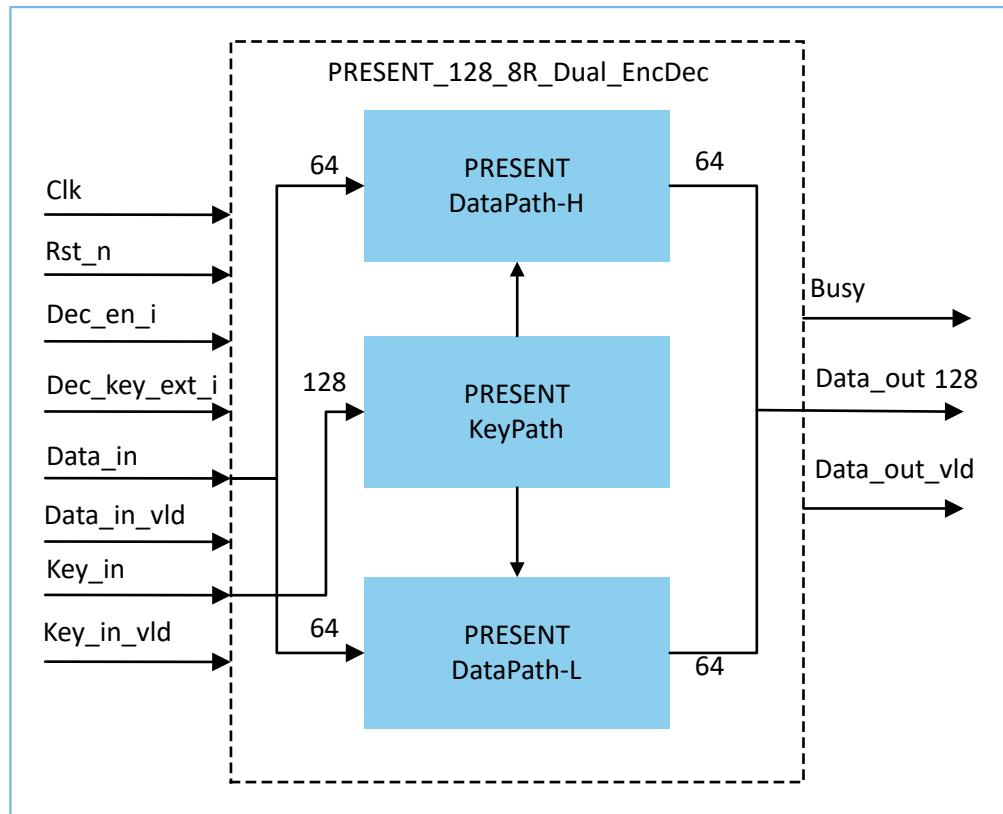 PRESENT_128_8R_Dual_EncDec
Clk
Rst_n
Dec_en_i
Dec_key_ext_i
Data_in
Data_in_vld
Key_in
Key_in_vld
64
PRESENT
DataPath-H
64
128
PRESENT
KeyPath
64
PRESENT
DataPath-L
64
Busy
Data_out 128
Data_out_vld